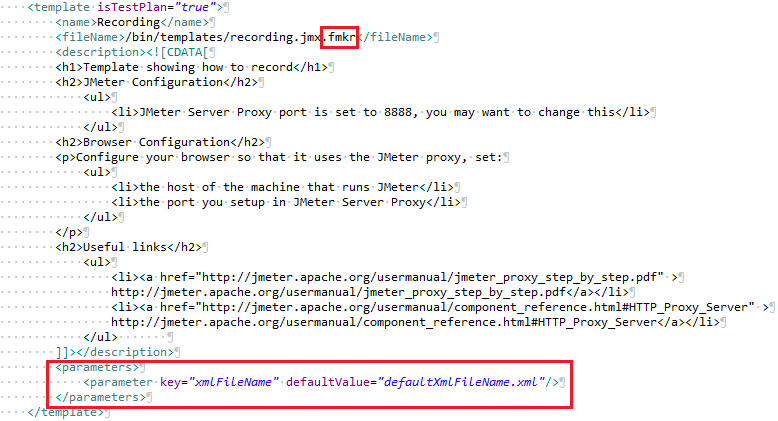 <template isTestPlan="true">
<name>Recording</name>
<fileName>/bin/templates/recording.jmx.fmkr</fileName>
<description><![CDATA[
<h1>Template showing how to record</h1>
<h2>JMeter Configuration</h2>
<ul>
<li>JMeter Server Proxy port is set to 8888, you may want to change this</li>
</ul>
<h2>Browser Configuration</h2>
<p>Configure your browser so that it uses the JMeter proxy, set:
<ul>
<li>the host of the machine that runs JMeter</li>
<li>the port you setup in JMeter Server Proxy</li>
</ul>
</p>
<h2>Useful links</h2>
<ul>
<li><a href="http://jmeter.apache.org/usermanual/jmeter_proxy_step_by_step.pdf" >
http://jmeter.apache.org/usermanual/jmeter_proxy_step_by_step.pdf</a></li>
<li><a href="http://jmeter.apache.org/usermanual/component_reference.html#HTTP_Proxy_Server" >
http://jmeter.apache.org/usermanual/component_reference.html#HTTP_Proxy_Server</a></li>
</ul>
]]></description>
<parameters>
<parameter key="xmlFileName" defaultValue="defaultXmlFileName.xml"/>
</parameters>
</template>